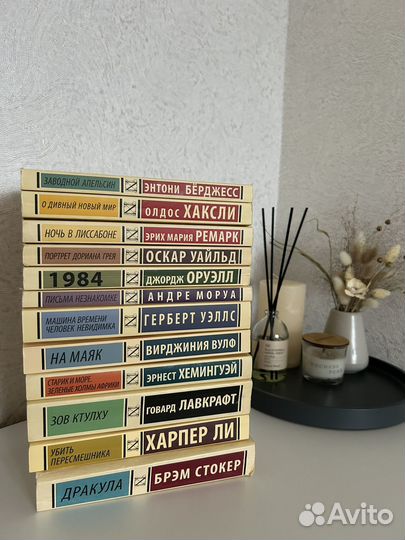 ЗАВОДНОЙ АПЕЛЬСИН ЭНТОНИ БЁРДЖЕСС
О ДИВНЫЙ НОВЫЙ МИР ОЛДОС ХАКСЛИ
НОЧЬ В ЛИССАБОНЕ ЭРИХ МАРИЯ РЕМАРК
ПОРТРЕТ ДОРИАНА ГРЕЯ ОСКАР УАЙЛЬД
1984 ДЖОРДЖ ОРУЭЛЛ
ПИСЬМА НЕЗНАКОМКЕ АНДРЕ МОРУА
МАШИНА ВРЕМЕНИ
ЧЕЛОВЕК-НЕВИДИМКА
ГЕРБЕРТ УЭЛЛС
НА МАЯК ВИРДЖИНИЯ ВУЛФ
СТАРИК И МОРЕ.
ЗЕЛЕНЫЕ ХОЛМЫ АФРИКИ
ЭРНЕСТ ХЕМИНГУЭЙ
ЗОВ КТУЛХУ ГОВАРД ЛАВКРАФТ
УБИТЬ
ПЕРЕСМЕШНИКА
ХАРПЕР ЛИ
ДРАКУЛА БРЭМ СТОКЕР
Avito